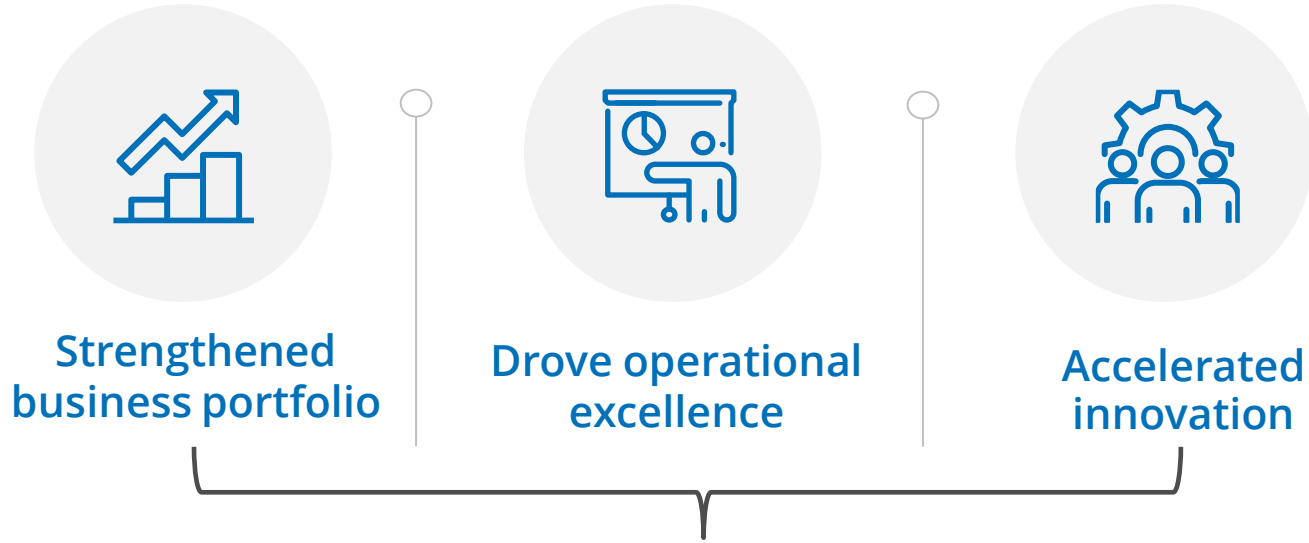 Strengthened
business portfolio
Drove operational
excellence
Accelerated
innovation